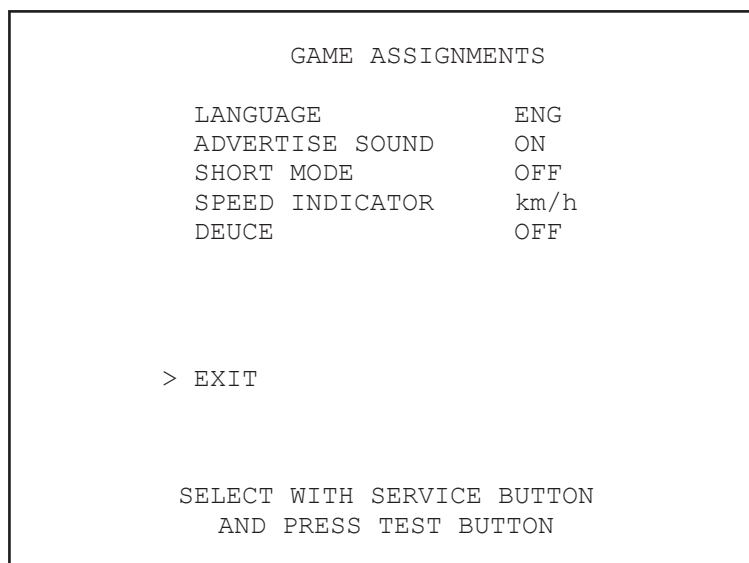 GAME ASSIGNMENTS
LANGUAGE ENG
ADVERTISE SOUND ON
SHORT MODE OFF
SPEED INDICATOR km/h
DEUCE OFF
> EXIT
SELECT WITH SERVICE BUTTON
AND PRESS TEST BUTTON